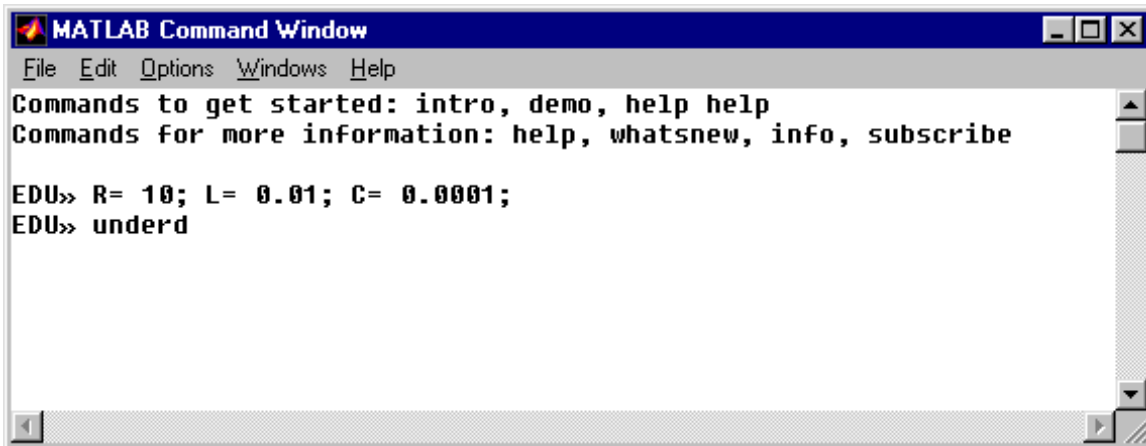 MATLAB Command Window
File Edit Options Windows Help
Commands to get started: intro, demo, help help
Commands for more information: help, whatsnew, info, subscribe
EDU» R= 10; L= 0.01; C= 0.0001;
EDU» underd